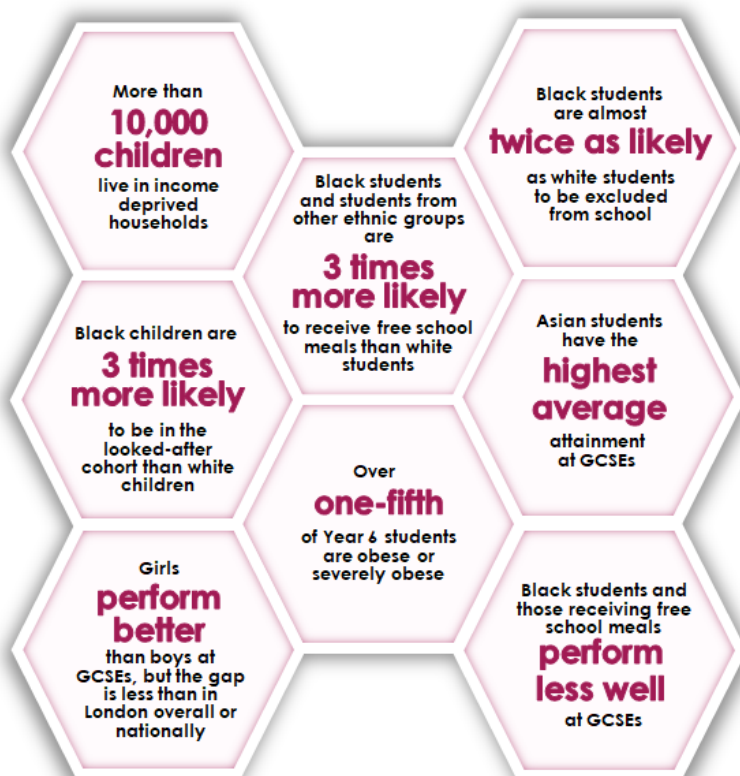 More than
10,000
children
live in income
deprived
households
Black students
are almost
twice as likely
as white students
to be excluded
from school
Black students
and students from
other ethnic groups
are
3 times
more likely
to receive free school
meals than white
students
Black children are
3 times
more likely
to be in the
looked-after
cohort than white
children
Asian students
have the
highest
average
attainment
at GCSEs
Over
one-fifth
of Year 6 students
are obese or
severely obese
Girls
perform
better
than boys at
GCSEs, but the gap
is less than in
London overall or
nationally
Black students and
those receiving free
school meals
perform
less well
at GCSEs